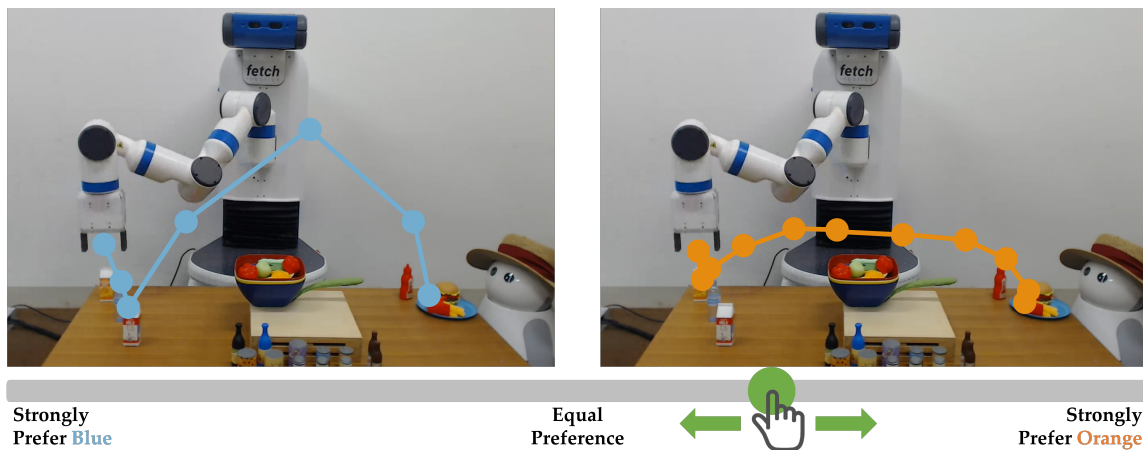 fetch
fetch
Strongly
Prefer Blue
Equal
Preference
Strongly
Prefer Orange